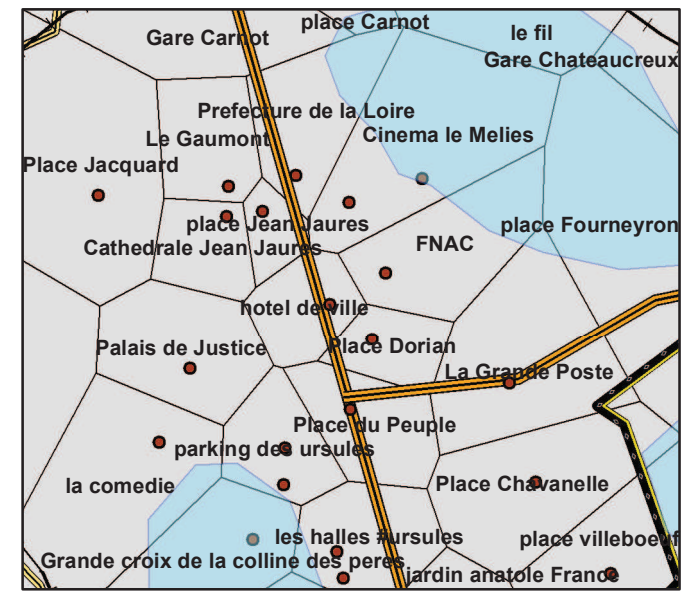 place Carnot
le fil
Gare Carnot
Gare Chateaucreux
Prefecture de la Loire
Le Gaumont
Cinema le Melies
Place Jacquard
place Jean Jaures
place Fourneyron
Cathedrale Jean Jaures
FNAC
hotel de ville
Palais de Justice
Place Dorian
La Grande Poste
Place du Peuple
parking des ursules
la comedie
Place Chavanelle
les halles #ursules
place villeboeuf
Grande croix de la colline des peres
jardin anatole France